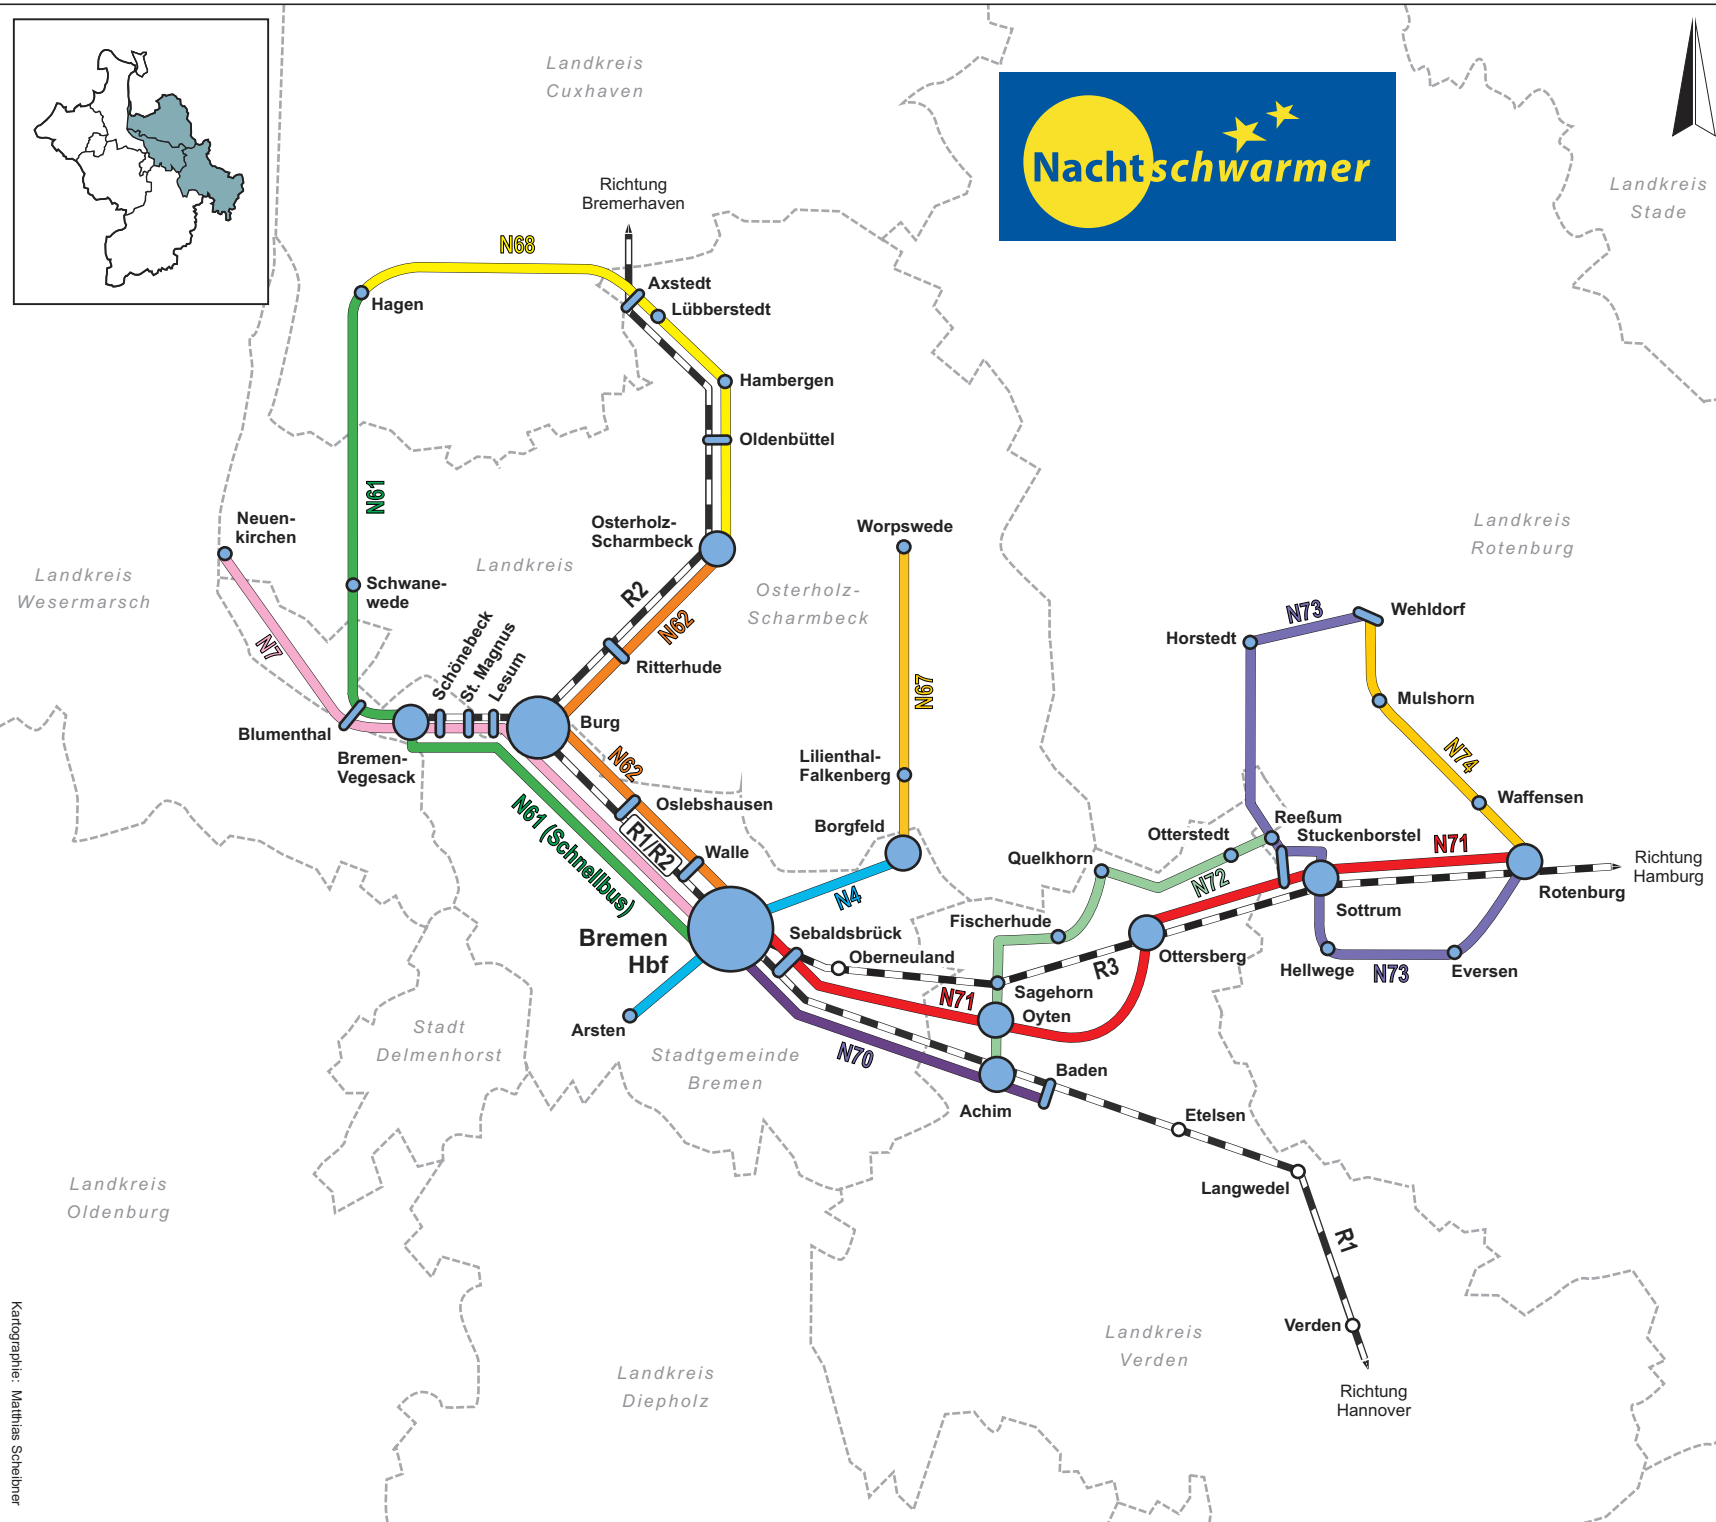 Landkreis
Cuxhaven
Nachtschwarmer
Landkreis
Stade
Richtung
Bremerhaven
N68
Axstedt
Hagen
Lübberstedt
Hambergen
Oldenbüttel
N61
Neuen-
kirchen
Osterholz-
Scharmbeck
Worpswede
Landkreis
Rotenburg
Landkreis
Wesermarsch
Schwane-
wede
Landkreis
Osterholz-
Scharmbeck
R2
N62
N7
Schönebeck
St. Magnus
Lesum
Ritterhude
N67
N73
Wehldorf
Horstedt
Mulshorn
Blumenthal
Burg
Bremen-
Vegesack
N62
Lilienthal-
Falkenberg
N74
Waffensen
Oslebshausen
N61 (Schnellbus)
R1/R2
Walle
Borgfeld
Reeßum
Otterstedt
Stuckenborstel
N71
Quelkhorn
N72
Richtung
Hamburg
Rotenburg
N4
Fischerhude
Sottrum
Bremen
Hbf
Sebaldsbrück
Oberneuland
Ottersberg
R3
Hellwege
N73
Eversen
Sagehorn
N71
Oyten
Arsten
Stadt
Delmenhorst
Stadtgemeinde
Bremen
N70
Baden
Achim
Etelsen
Landkreis
Oldenburg
Langwedel
R1
Verden
Landkreis
Verden
Landkreis
Diepholz
Richtung
Hannover
Kartographie: Matthias Scheibner